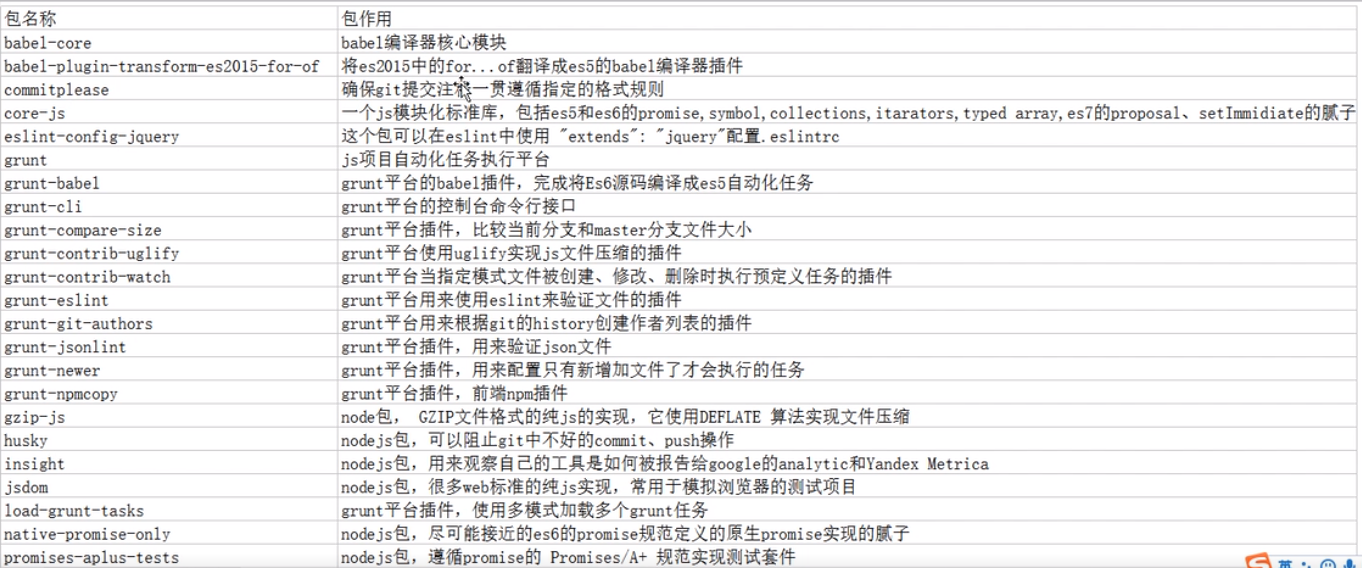 包名称 包作用
babel-core babel编译器核心模块
babel-plugin-transform-es2015-for-of 将es2015中的for...of翻译成es5的babel编译器插件
commitplease 确保git提交注释一贯遵循指定的格式规则
core-js 一个js模块化标准库，包括es5和es6的promise,symbol,collections,itarators,typed array,es7的proposal、setImmidiate的腻子
eslint-config-jquery 这个包可以在eslint中使用 "extends": "jquery"配置.eslintrc
grunt js项目自动化任务执行平台
grunt-babel grunt平台的babel插件，完成将Es6源码编译成es5自动化任务
grunt-cli grunt平台的控制台命令行接口
grunt-compare-size grunt平台插件，比较当前分支和master分支文件大小
grunt-contrib-uglify grunt平台使用uglify实现js文件压缩的插件
grunt-contrib-watch grunt平台当指定模式文件被创建、修改、删除时执行预定义任务的插件
grunt-eslint grunt平台用来使用eslint来验证文件的插件
grunt-git-authors grunt平台用来根据git的history创建作者列表的插件
grunt-jsonlint grunt平台插件，用来验证json文件
grunt-newer grunt平台插件，用来配置只有新增加文件了才会执行的任务
grunt-npmcopy grunt平台插件，前端npm插件
gzip-js node包， GZIP文件格式的纯js的实现，它使用DEFLATE 算法实现文件压缩
husky nodejs包，可以阻止git中不好的commit、push操作
insight nodejs包，用来观察自己的工具是如何被报告给google的analytic和Yandex Metrica
jsdom nodejs包，很多web标准的纯js实现，常用于模拟浏览器的测试项目
load-grunt-tasks grunt平台插件，使用多模式加载多个grunt任务
native-promise-only nodejs包，尽可能接近的es6的promise规范定义的原生promise实现的腻子
promises-aplus-tests nodejs包，遵循promise的 Promises/A+ 规范实现测试套件
英